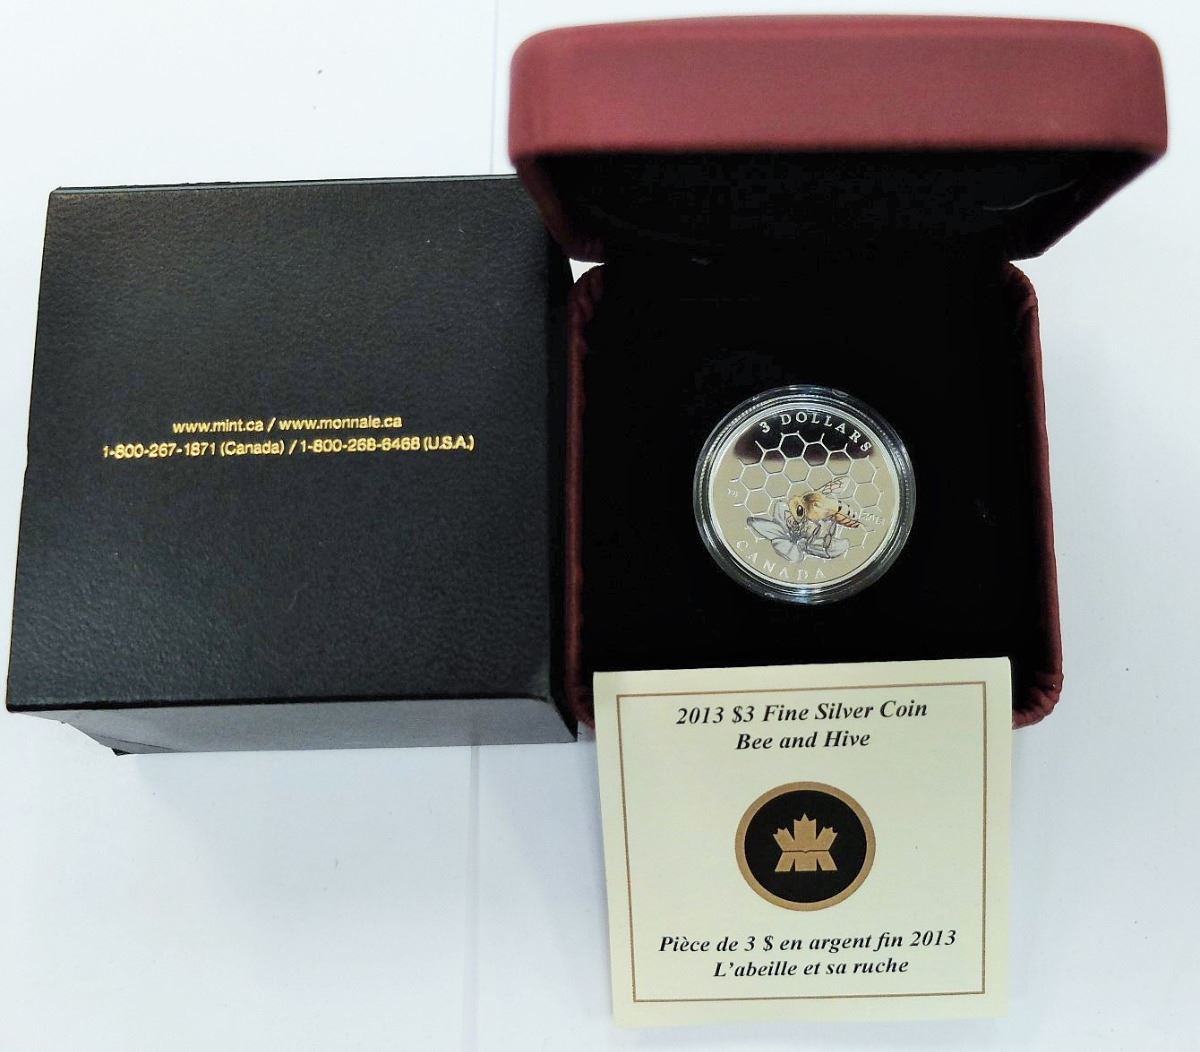 www.mint.ca / www.monnaie.ca
1-800-267-1871 (Canada) / 1-800-268-6468 (U.S.A.)
3 DOLLARS
CANADA
2013 $3 Fine Silver Coin
Bee and Hive
Pièce de 3 $ en argent fin 2013
L'abeille et sa ruche